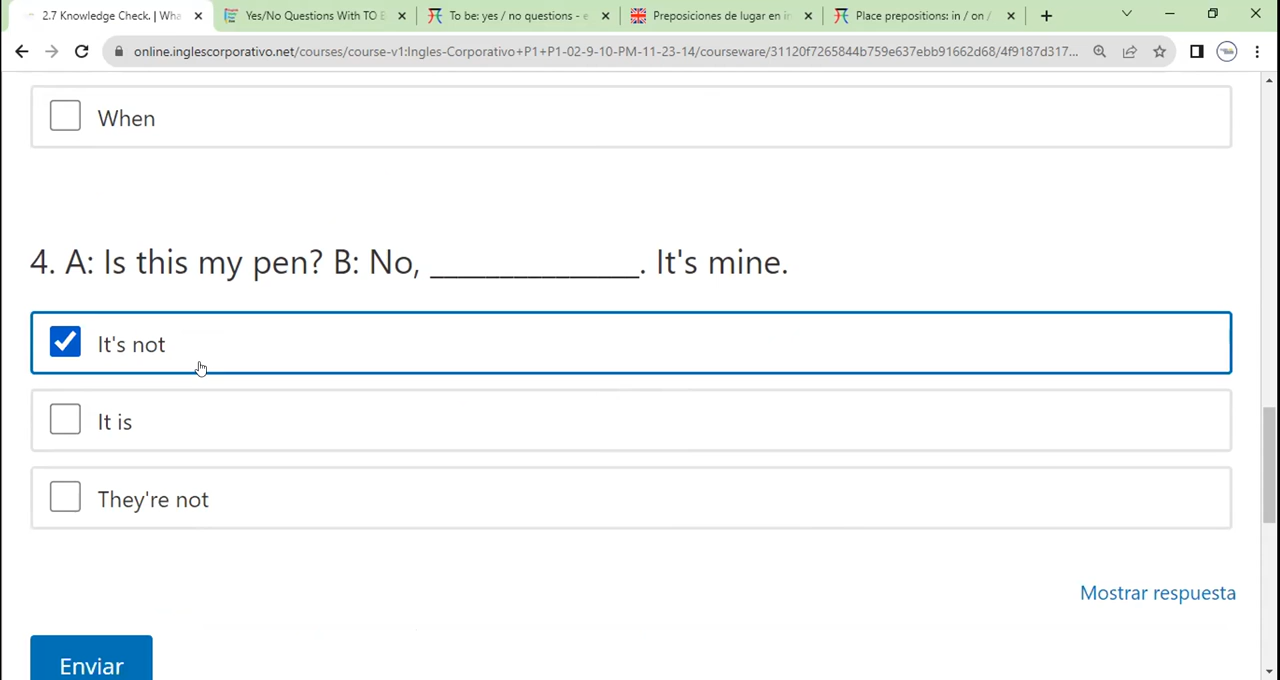 2.7 Knowledge Check. | Wha
Yes/No Questions With TO B
To be: yes / no questions - e
Preposiciones de lugar en in
Place prepositions: in / on /
online.inglescorporativo.net/courses/course-v1:Ingles-Corporativo+P1+P1-02-9-10-PM-11-23-14/courseware/31120f7265844b759e637ebb91662d68/4f9187d317...
When
4. A: Is this my pen? B: No, _______________. It's mine.
It's not
It is
They're not
Mostrar respuesta
Enviar